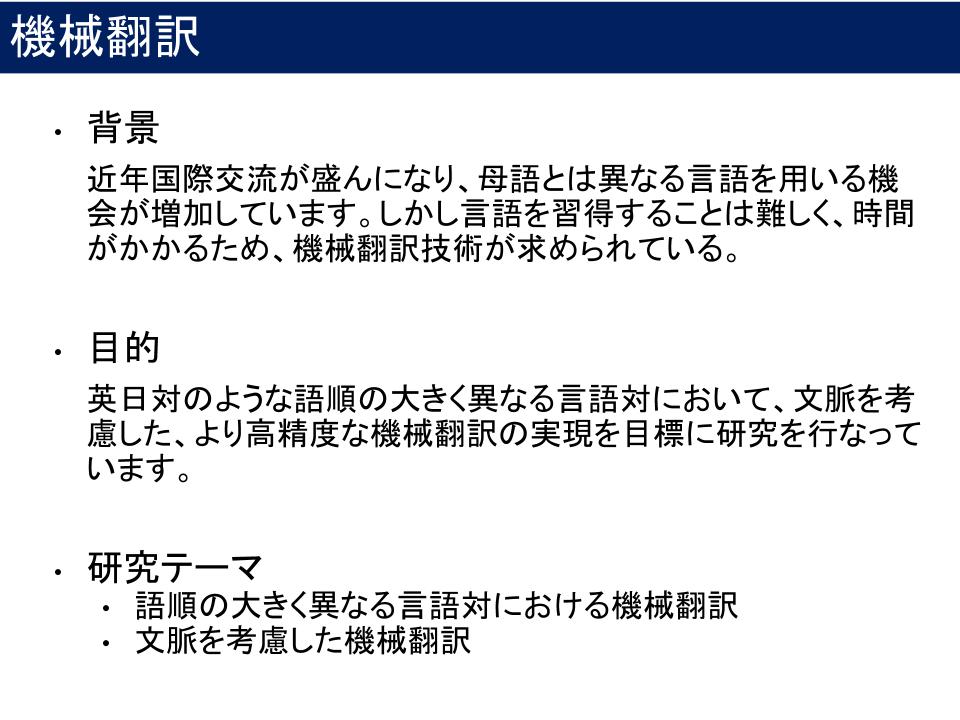 機械翻訳
• 背景
近年国際交流が盛んになり、母語とは異なる言語を用いる機
会が増加しています。しかし言語を習得することは難しく、時間
がかかるため、機械翻訳技術が求められている。
• 目的
英日対のような語順の大きく異なる言語対において、文脈を考
慮した、より高精度な機械翻訳の実現を目標に研究を行なって
います。
• 研究テーマ
• 語順の大きく異なる言語対における機械翻訳
• 文脈を考慮した機械翻訳